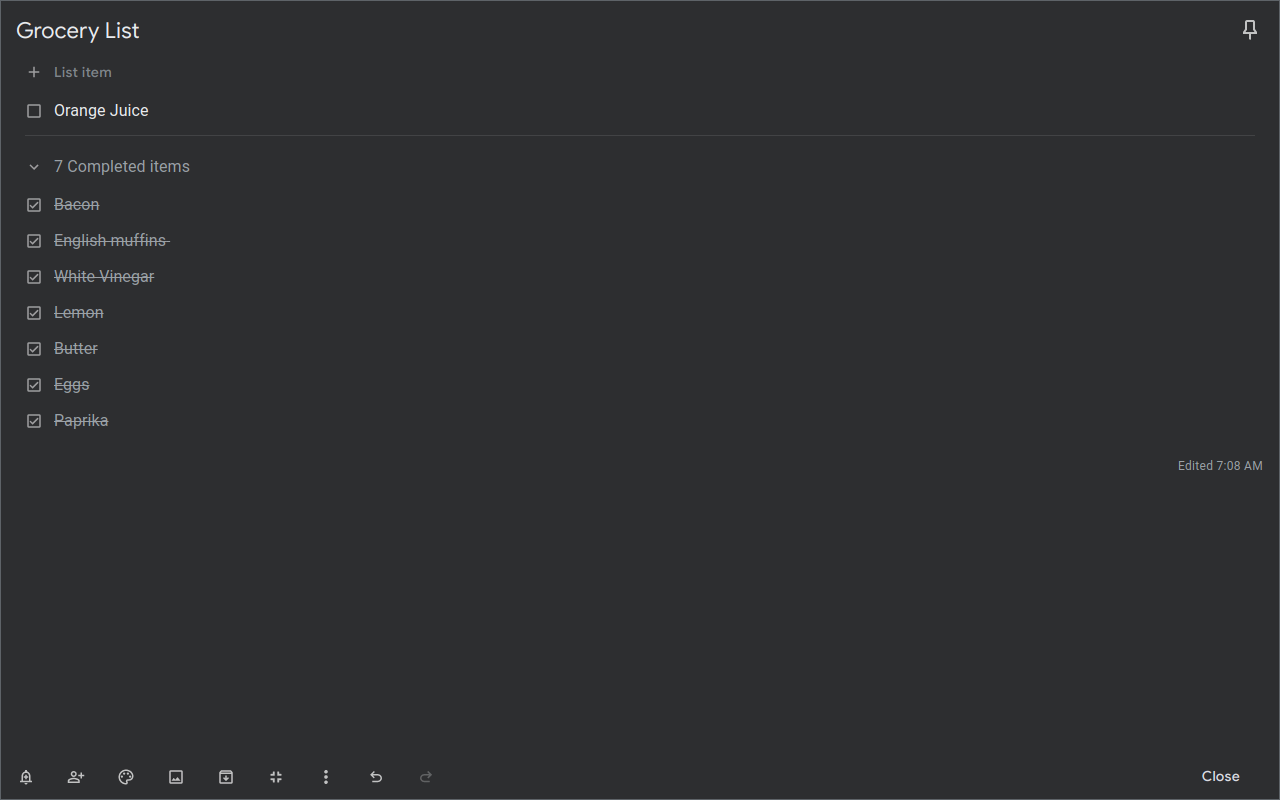 Grocery List
List item
Orange Juice
7 Completed items
Bacon
English muffins
White Vinegar
Lemon
Butter
Eggs
Paprika
Edited 7:08 AM
Close